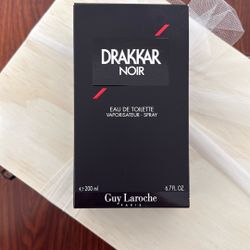 DRAKKAR
NOIR
EAU DE TOILETTE
VAPORISATEUR - SPRAY
e 200 ml 6.7 FL. OZ.
Guy Laroche
PARIS